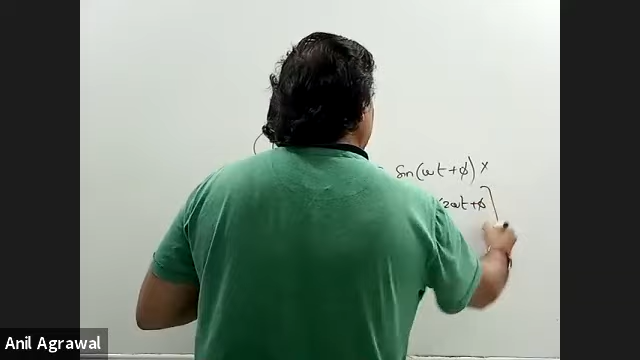 Sin(ωt+ϕ) ×
(2ωt+ϕ
Anil Agrawal